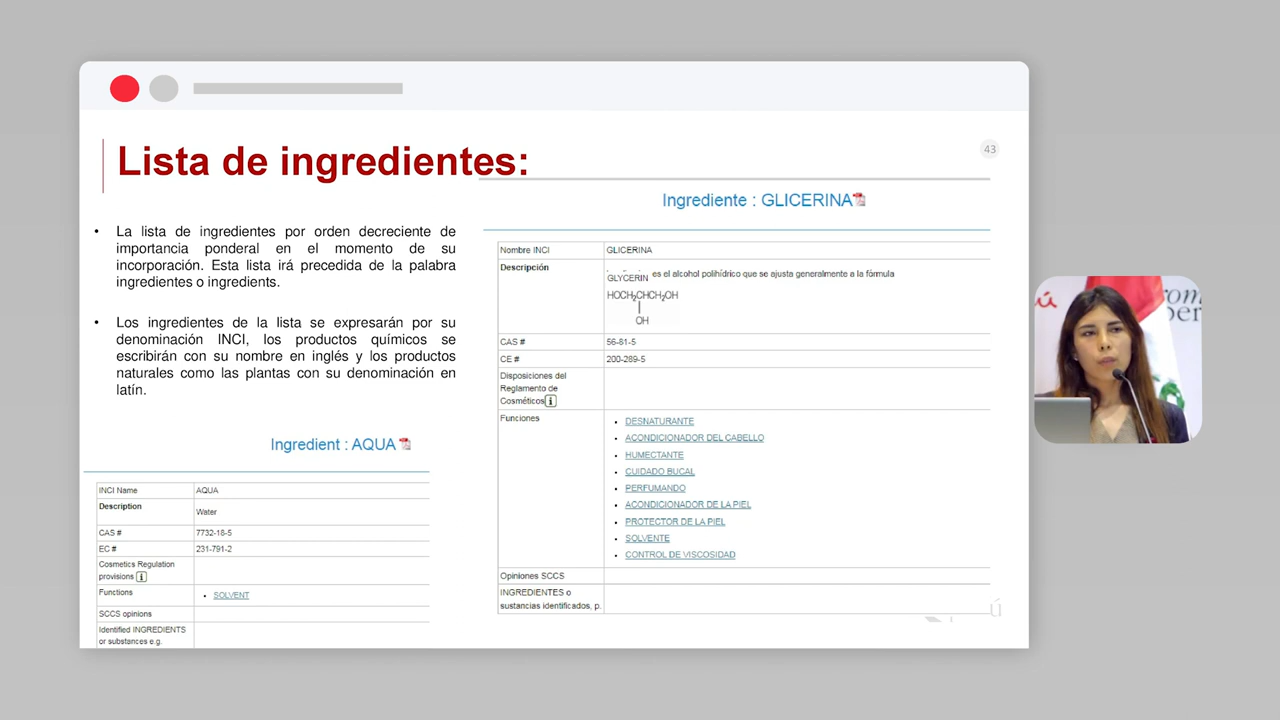 Lista de ingredientes:
43
• La lista de ingredientes por orden decreciente de
importancia ponderal en el momento de su
incorporación. Esta lista irá precedida de la palabra
ingredientes o ingredients.
• Los ingredientes de la lista se expresarán por su
denominación INCI, los productos químicos se
escribirán con su nombre en inglés y los productos
naturales como las plantas con su denominación en
latín.
Ingredient : AQUA
INCI Name AQUA
Description Water
CAS # 7732-18-5
EC # 231-791-2
Cosmetics Regulation
provisions i
Functions • SOLVENT
SCCS opinions
Identified INGREDIENTS
or substances e.g.
Ingrediente : GLICERINA
Nombre INCI GLICERINA
Descripción
GLYCERIN es el alcohol polihídrico que se ajusta generalmente a la fórmula
HOCH2CHCH2OH
OH
CAS # 56-81-5
CE # 200-289-5
Disposiciones del
Reglamento de
Cosméticos i
Funciones
• DESNATURANTE
• ACONDICIONADOR DEL CABELLO
• HUMECTANTE
• CUIDADO BUCAL
• PERFUMANDO
• ACONDICIONADOR DE LA PIEL
• PROTECTOR DE LA PIEL
• SOLVENTE
• CONTROL DE VISCOSIDAD
Opiniones SCCS
INGREDIENTES o
sustancias identificados, p.
ú
ú
rom
per